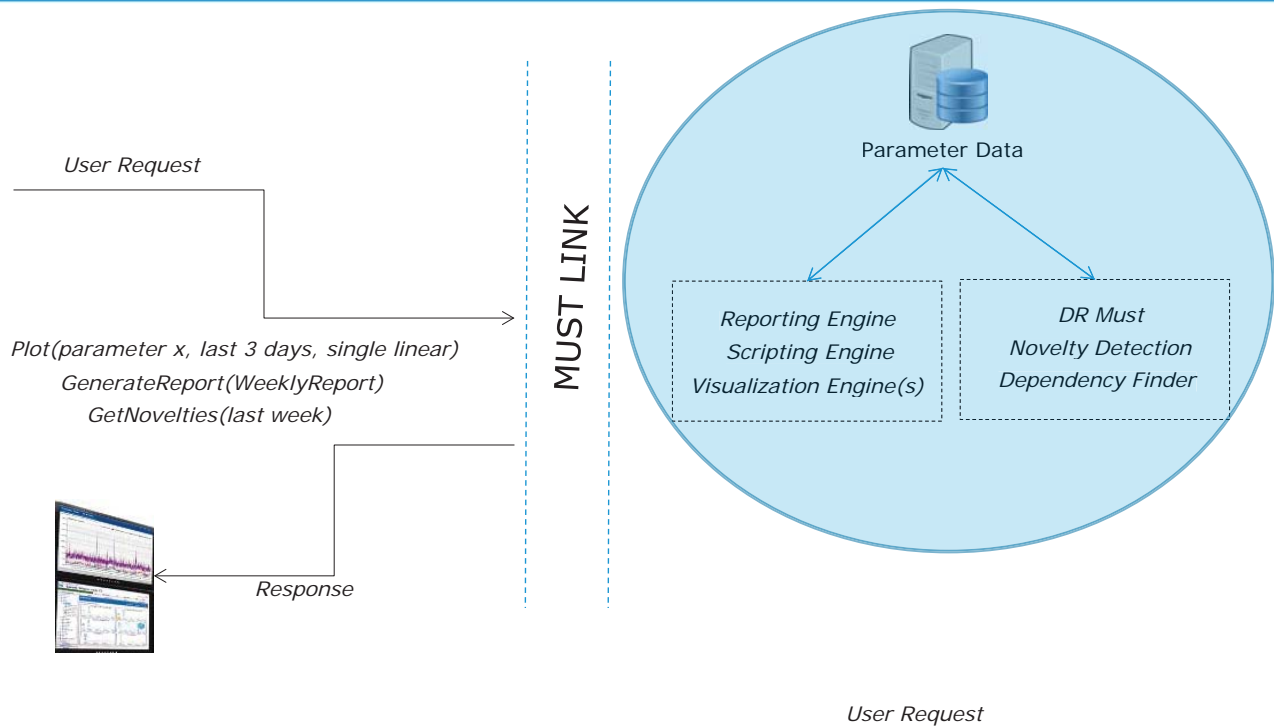 User Request
Plot(parameter x, last 3 days, single linear)
GenerateReport(WeeklyReport)
GetNovelties(last week)
Response
MUST LINK
Parameter Data
Reporting Engine
Scripting Engine
Visualization Engine(s)
DR Must
Novelty Detection
Dependency Finder
User Request